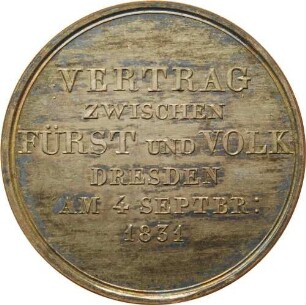 VERTRAG
ZWISCHEN
FÜRST UND VOLK
DRESDEN
AM 4 SEPTBR:
1831